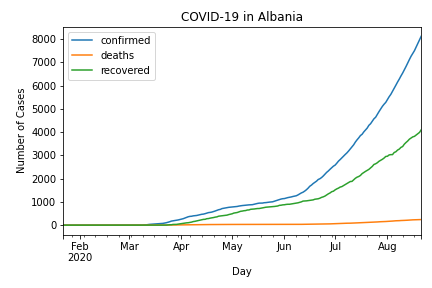 COVID-19 in Albania
confirmed
deaths
recovered
Number of Cases
8000
7000
6000
5000
4000
3000
2000
1000
0
Feb Mar Apr May Jun Jul Aug
2020
Day